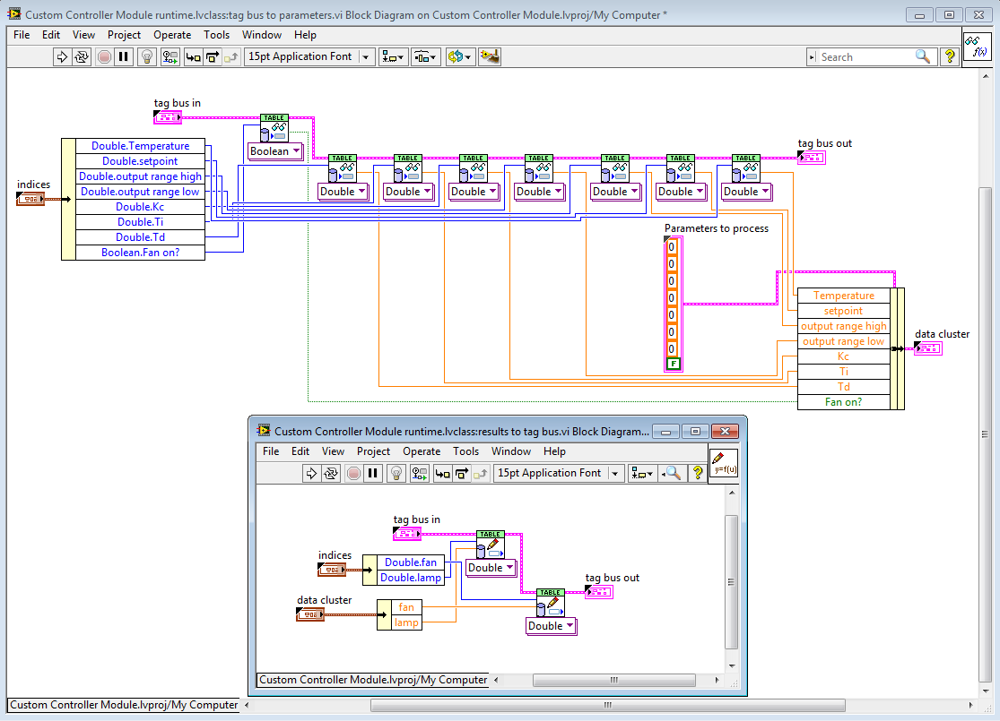 Custom Controller Module runtime.lvclass:tag bus to parameters.vi Block Diagram on Custom Controller Module.lvproj/My Computer *
File Edit View Project Operate Tools Window Help
15pt Application Font
Search
?
f(x)
tag bus in
TABLE
Boolean
indices
Double.Temperature
Double.setpoint
Double.output range high
Double.output range low
Double.Kc
Double.Ti
Double.Td
Boolean.Fan on?
TABLE TABLE TABLE TABLE TABLE TABLE TABLE
Double Double Double Double Double Double Double
tag bus out
Parameters to process
0
0
0
0
0
0
0
F
Temperature
setpoint
output range high
output range low
Kc
Ti
Td
Fan on?
data cluster
Custom Controller Module runtime.lvclass:results to tag bus.vi Block Diagram...
File Edit View Project Operate Tools Window Help
15pt Application Font
?
y=f(u)
tag bus in
TABLE
Double
indices
Double.fan
Double.lamp
data cluster
fan
lamp
TABLE
Double
tag bus out
Custom Controller Module.lvproj/My Computer
Custom Controller Module.lvproj/My Computer